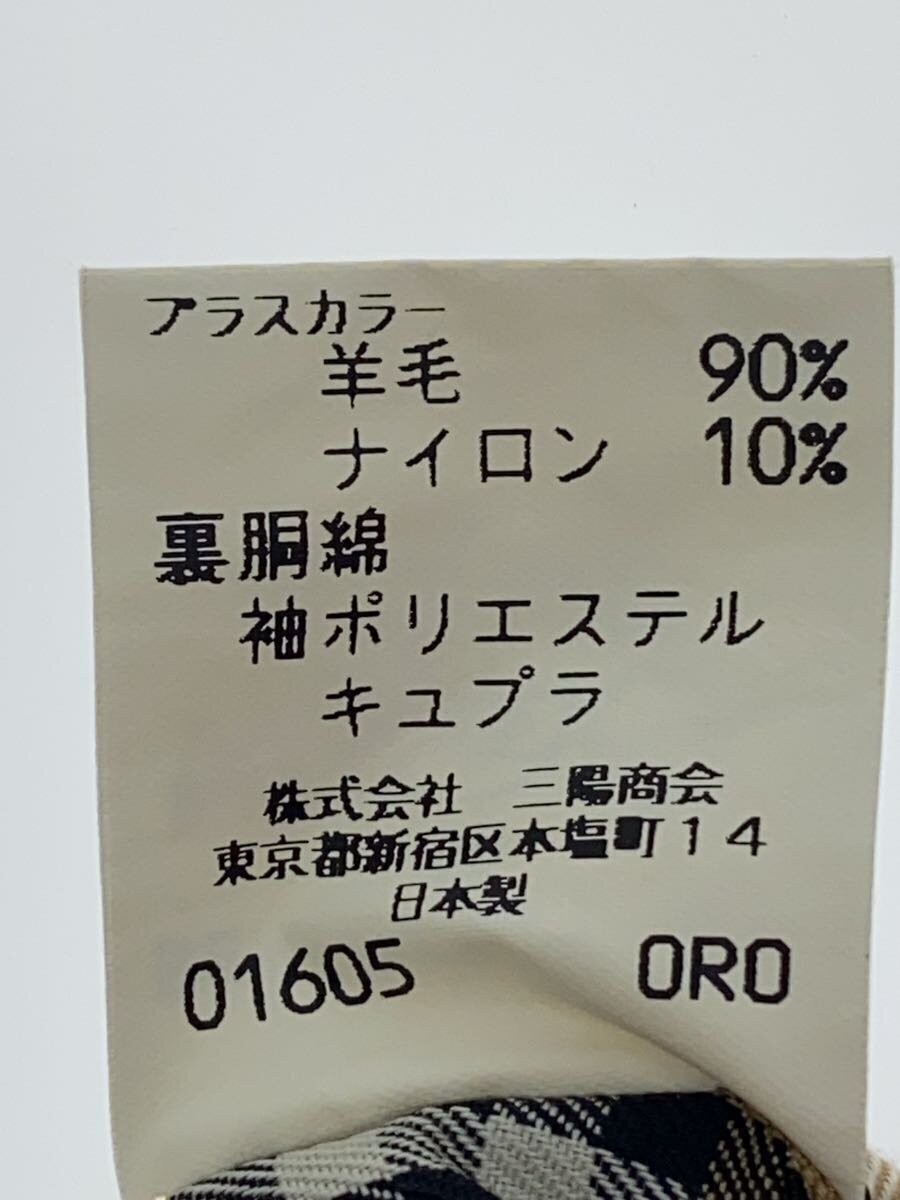 プラスカラー
羊毛 90%
ナイロン 10%
裏胴綿
袖ポリエステル
キュプラ
株式会社 三陽商会
東京都新宿区本塩町14
日本製
01605 ORO